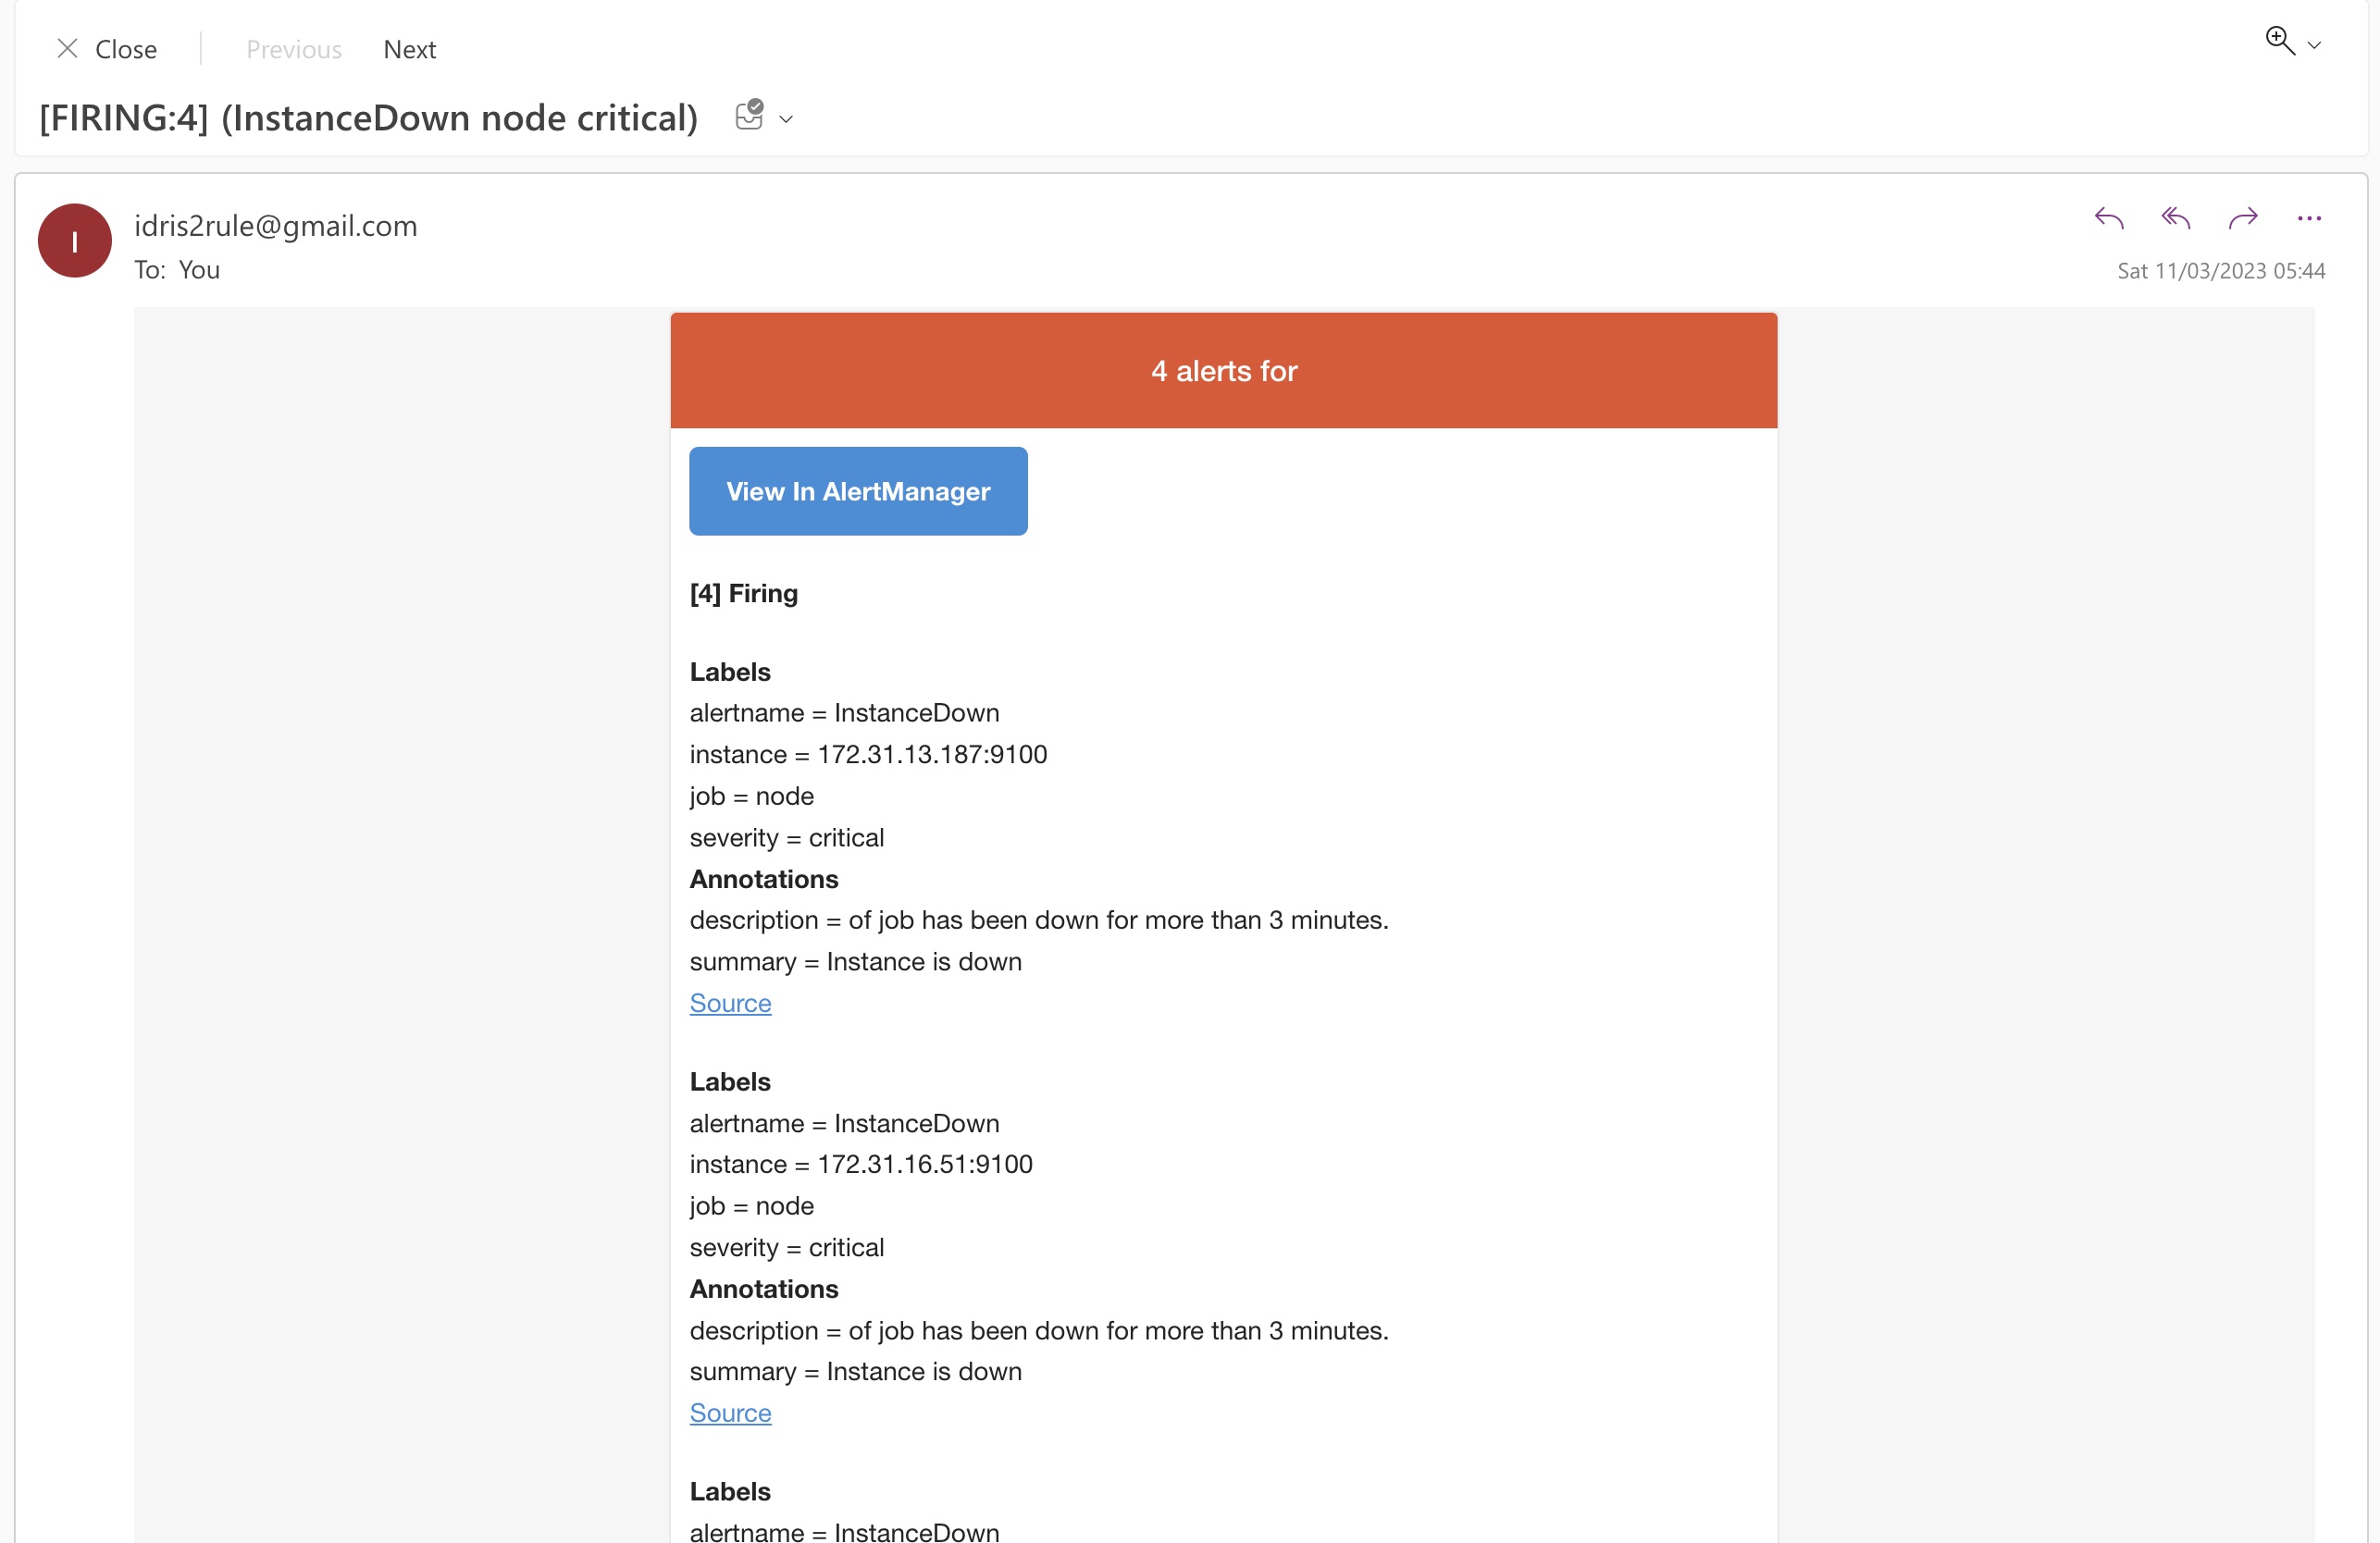 Close Previous Next
[FIRING:4] (InstanceDown node critical)
I
idris2rule@gmail.com
To: You
Sat 11/03/2023 05:44
4 alerts for
View In AlertManager
[4] Firing
Labels
alertname = InstanceDown
instance = 172.31.13.187:9100
job = node
severity = critical
Annotations
description = of job has been down for more than 3 minutes.
summary = Instance is down
Source
Labels
alertname = InstanceDown
instance = 172.31.16.51:9100
job = node
severity = critical
Annotations
description = of job has been down for more than 3 minutes.
summary = Instance is down
Source
Labels
alertname = InstanceDown